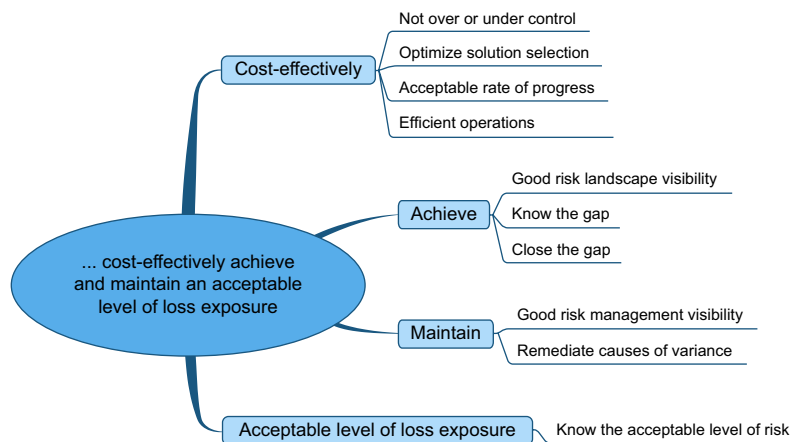 Cost-effectively
Not over or under control
Optimize solution selection
Acceptable rate of progress
Efficient operations
... cost-effectively achieve
and maintain an acceptable
level of loss exposure
Achieve
Good risk landscape visibility
Know the gap
Close the gap
Maintain
Good risk management visibility
Remediate causes of variance
Acceptable level of loss exposure
Know the acceptable level of risk